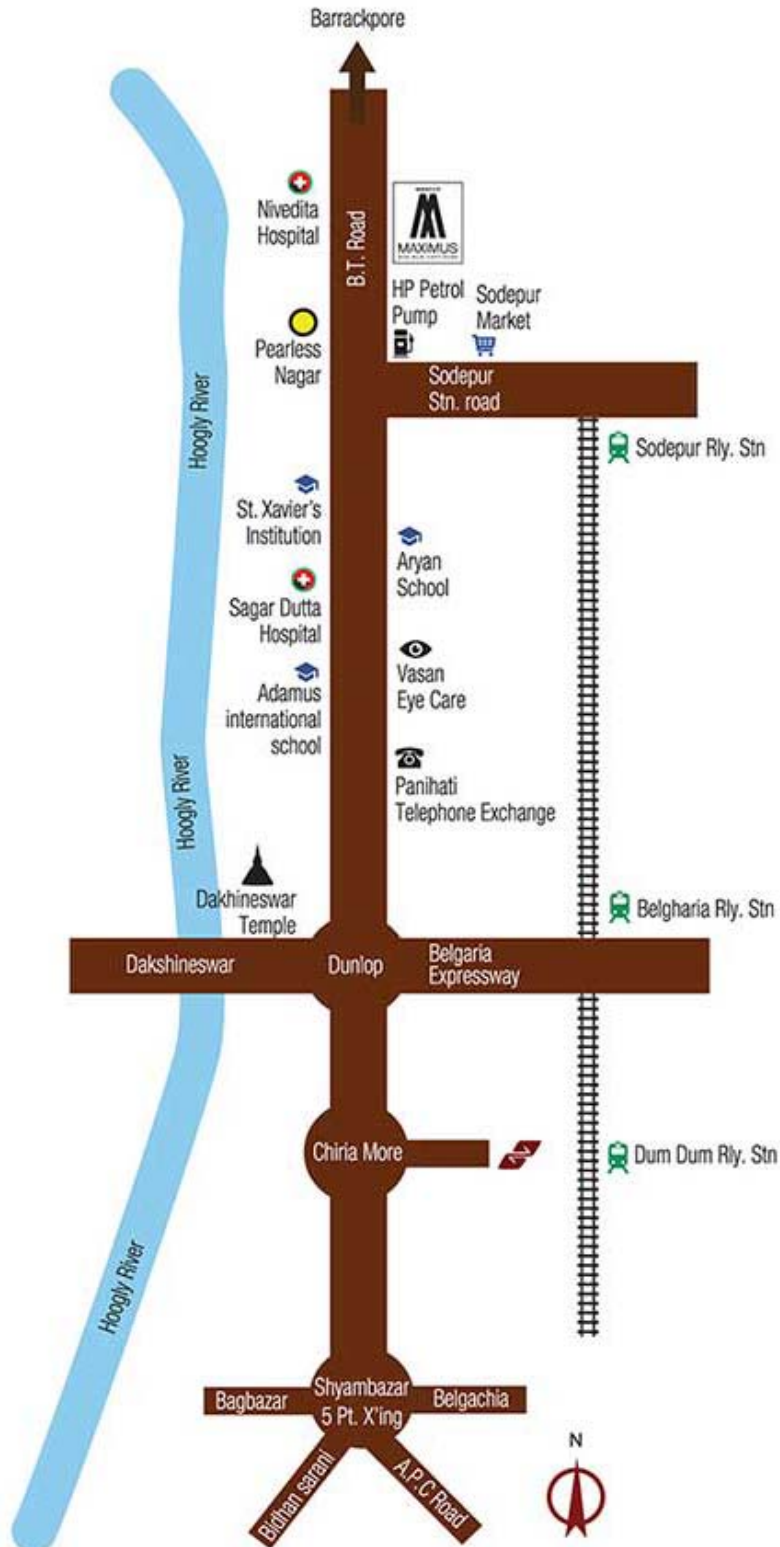 Barrackpore
Nivedita
Hospital
B.T. Road
MAXIMUS
HP Petrol
Pump
Sodepur
Market
Pearless
Nagar
Sodepur
Stn. road
Hoogly River
Sodepur Rly. Stn
St. Xavier's
Institution
Aryan
School
Sagar Dutta
Hospital
Vasan
Eye Care
Adamus
international
school
Panihati
Telephone Exchange
Hoogly River
Dakhineswar
Temple
Belgharia Rly. Stn
Dakshineswar
Dunlop
Belgaria
Expressway
Chiria More
Dum Dum Rly. Stn
Hoogly River
Bagbazar
Shyambazar
5 Pt. X'ing
Belgachia
Bidhan sarani
A.P.C Road
N